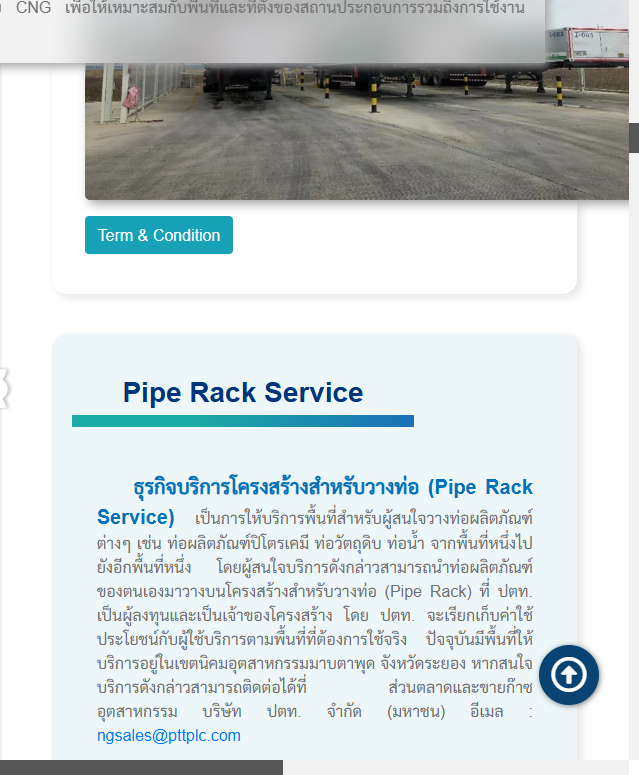 CNG เพื่อให้เหมาะสมกับพื้นที่และที่ตั้งของสถานประกอบการรวมถึงการใช้งาน
J-003
Term & Condition
Pipe Rack Service
ธุรกิจบริการโครงสร้างสำหรับวางท่อ (Pipe Rack
Service) เป็นการให้บริการพื้นที่สำหรับผู้สนใจวางท่อผลิตภัณฑ์
ต่างๆ เช่น ท่อผลิตภัณฑ์ปิโตรเคมี ท่อวัตถุดิบ ท่อน้ำ จากพื้นที่หนึ่งไป
ยังอีกพื้นที่หนึ่ง โดยผู้สนใจบริการดังกล่าวสามารถนำท่อผลิตภัณฑ์
ของตนเองมาวางบนโครงสร้างสำหรับวางท่อ (Pipe Rack) ที่ ปตท.
เป็นผู้ลงทุนและเป็นเจ้าของโครงสร้าง โดย ปตท. จะเรียกเก็บค่าใช้
ประโยชน์กับผู้ใช้บริการตามพื้นที่ที่ต้องการใช้จริง ปัจจุบันมีพื้นที่ให้
บริการอยู่ในเขตนิคมอุตสาหกรรมมาบตาพุด จังหวัดระยอง หากสนใจ
บริการดังกล่าวสามารถติดต่อได้ที่ ส่วนตลาดและขายก๊าซ
อุตสาหกรรม บริษัท ปตท. จำกัด (มหาชน) อีเมล :
ngsales@pttplc.com